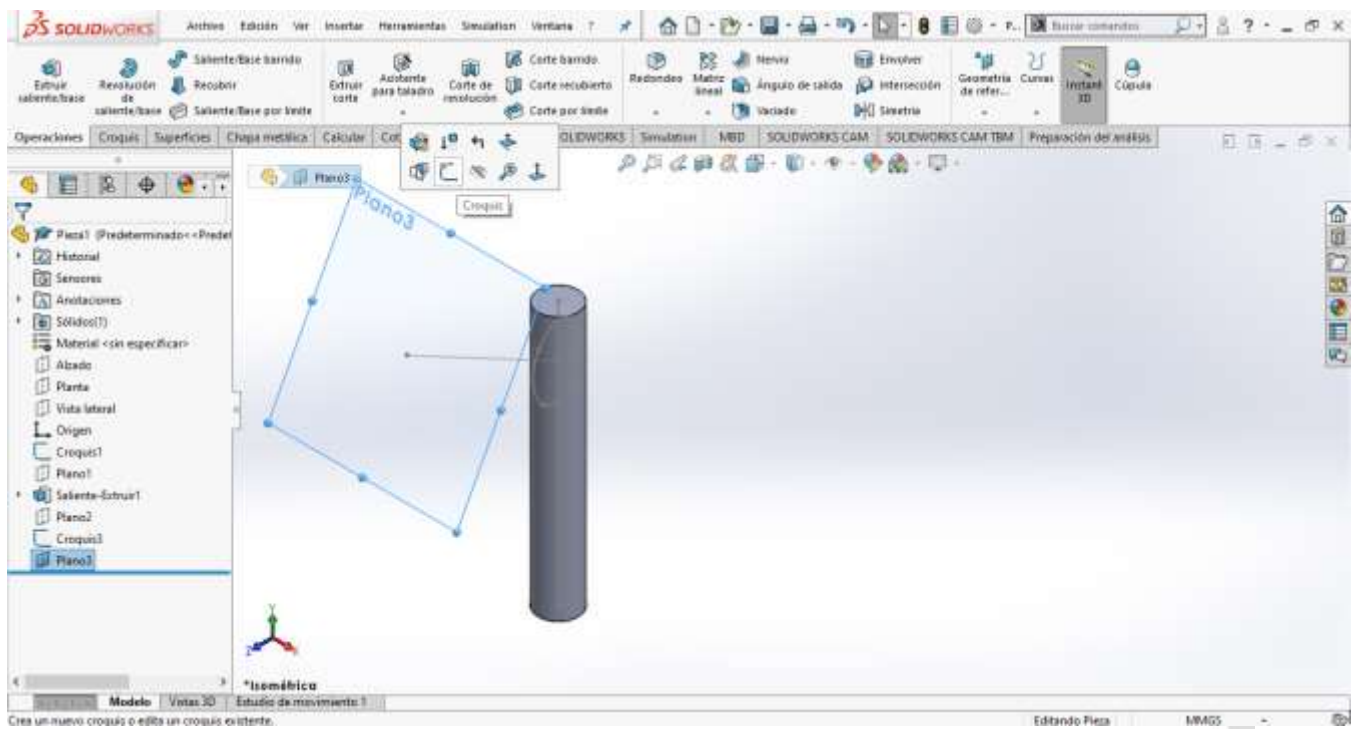 SOLIDWORKS Archivo Edición Ver Insertar Herramientas Simulation Ventana ? P... Buscar comandos ?
Extruir saliente/base
Revolución de saliente/base
Saliente/Base barrido
Recubrir
Saliente/Base por límite
Extruir corte
Asistente para taladro
Corte de revolución
Corte barrido
Corte recubierto
Corte por límite
Redondeo
Matriz lineal
Nervio
Ángulo de salida
Vaciado
Envolver
Intersección
Simetría
Geometría de refer...
Curvas
Instant 3D
Cúpula
Operaciones Croquis Superficies Chapa metálica Calcular Cot OLIDWORKS Simulation MBD SOLIDWORKS CAM SOLIDWORKS CAM TBM Preparación del análisis
Plano3
Croquis
Plano3
Pieza1 (Predeterminado<<Predet
Historial
Sensores
Anotaciones
Sólidos(1)
Material <sin especificar>
Alzado
Planta
Vista lateral
Origen
Croquis1
Plano1
Saliente-Extruir1
Plano2
Croquis3
Plano3
Y
Z
*Isométrica
Modelo Vistas 3D Estudio de movimiento 1
Crea un nuevo croquis o edita un croquis existente. Editando Pieza MMGS